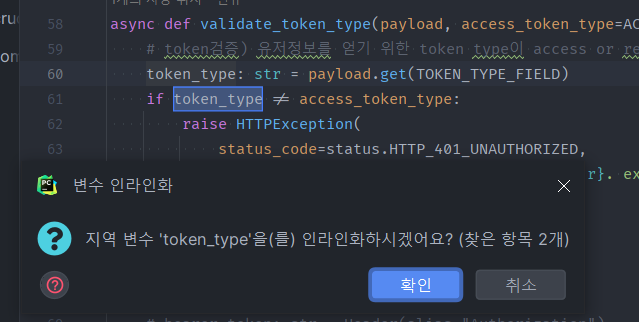 58 async def validate_token_type(payload, access_token_type=AC
59 # token검증) 유저정보를 얻기 위한 token type이 access or re
60 token_type: str = payload.get(TOKEN_TYPE_FIELD)
61 if token_type ≠ access_token_type:
62 raise HTTPException(
63 status_code=status.HTTP_401_UNAUTHORIZED,
r}. ex
PC
변수 인라인화
지역 변수 'token_type'을(를) 인라인화하시겠어요? (찾은 항목 2개)
확인
취소